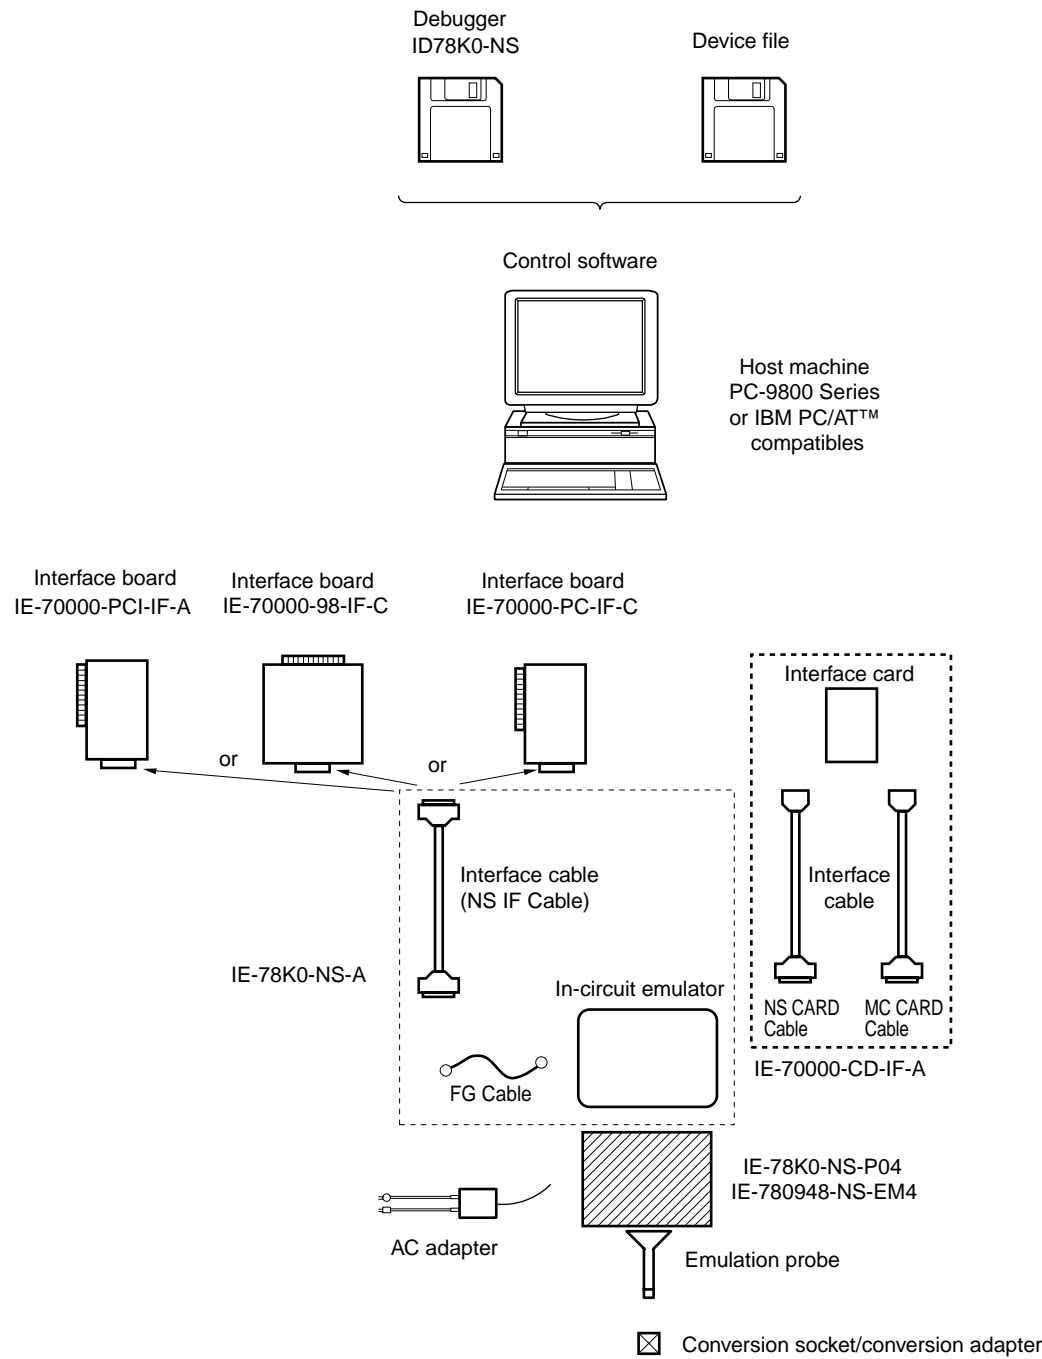 Debugger
ID78K0-NS
Device file
Control software
Host machine
PC-9800 Series
or IBM PC/AT™
compatibles
Interface board
IE-70000-PCI-IF-A
Interface board
IE-70000-98-IF-C
Interface board
IE-70000-PC-IF-C
or
or
Interface card
Interface cable
(NS IF Cable)
Interface
cable
IE-78K0-NS-A
In-circuit emulator
NS CARD
Cable
MC CARD
Cable
IE-70000-CD-IF-A
FG Cable
IE-78K0-NS-P04
IE-780948-NS-EM4
AC adapter
Emulation probe
Conversion socket/conversion adapter